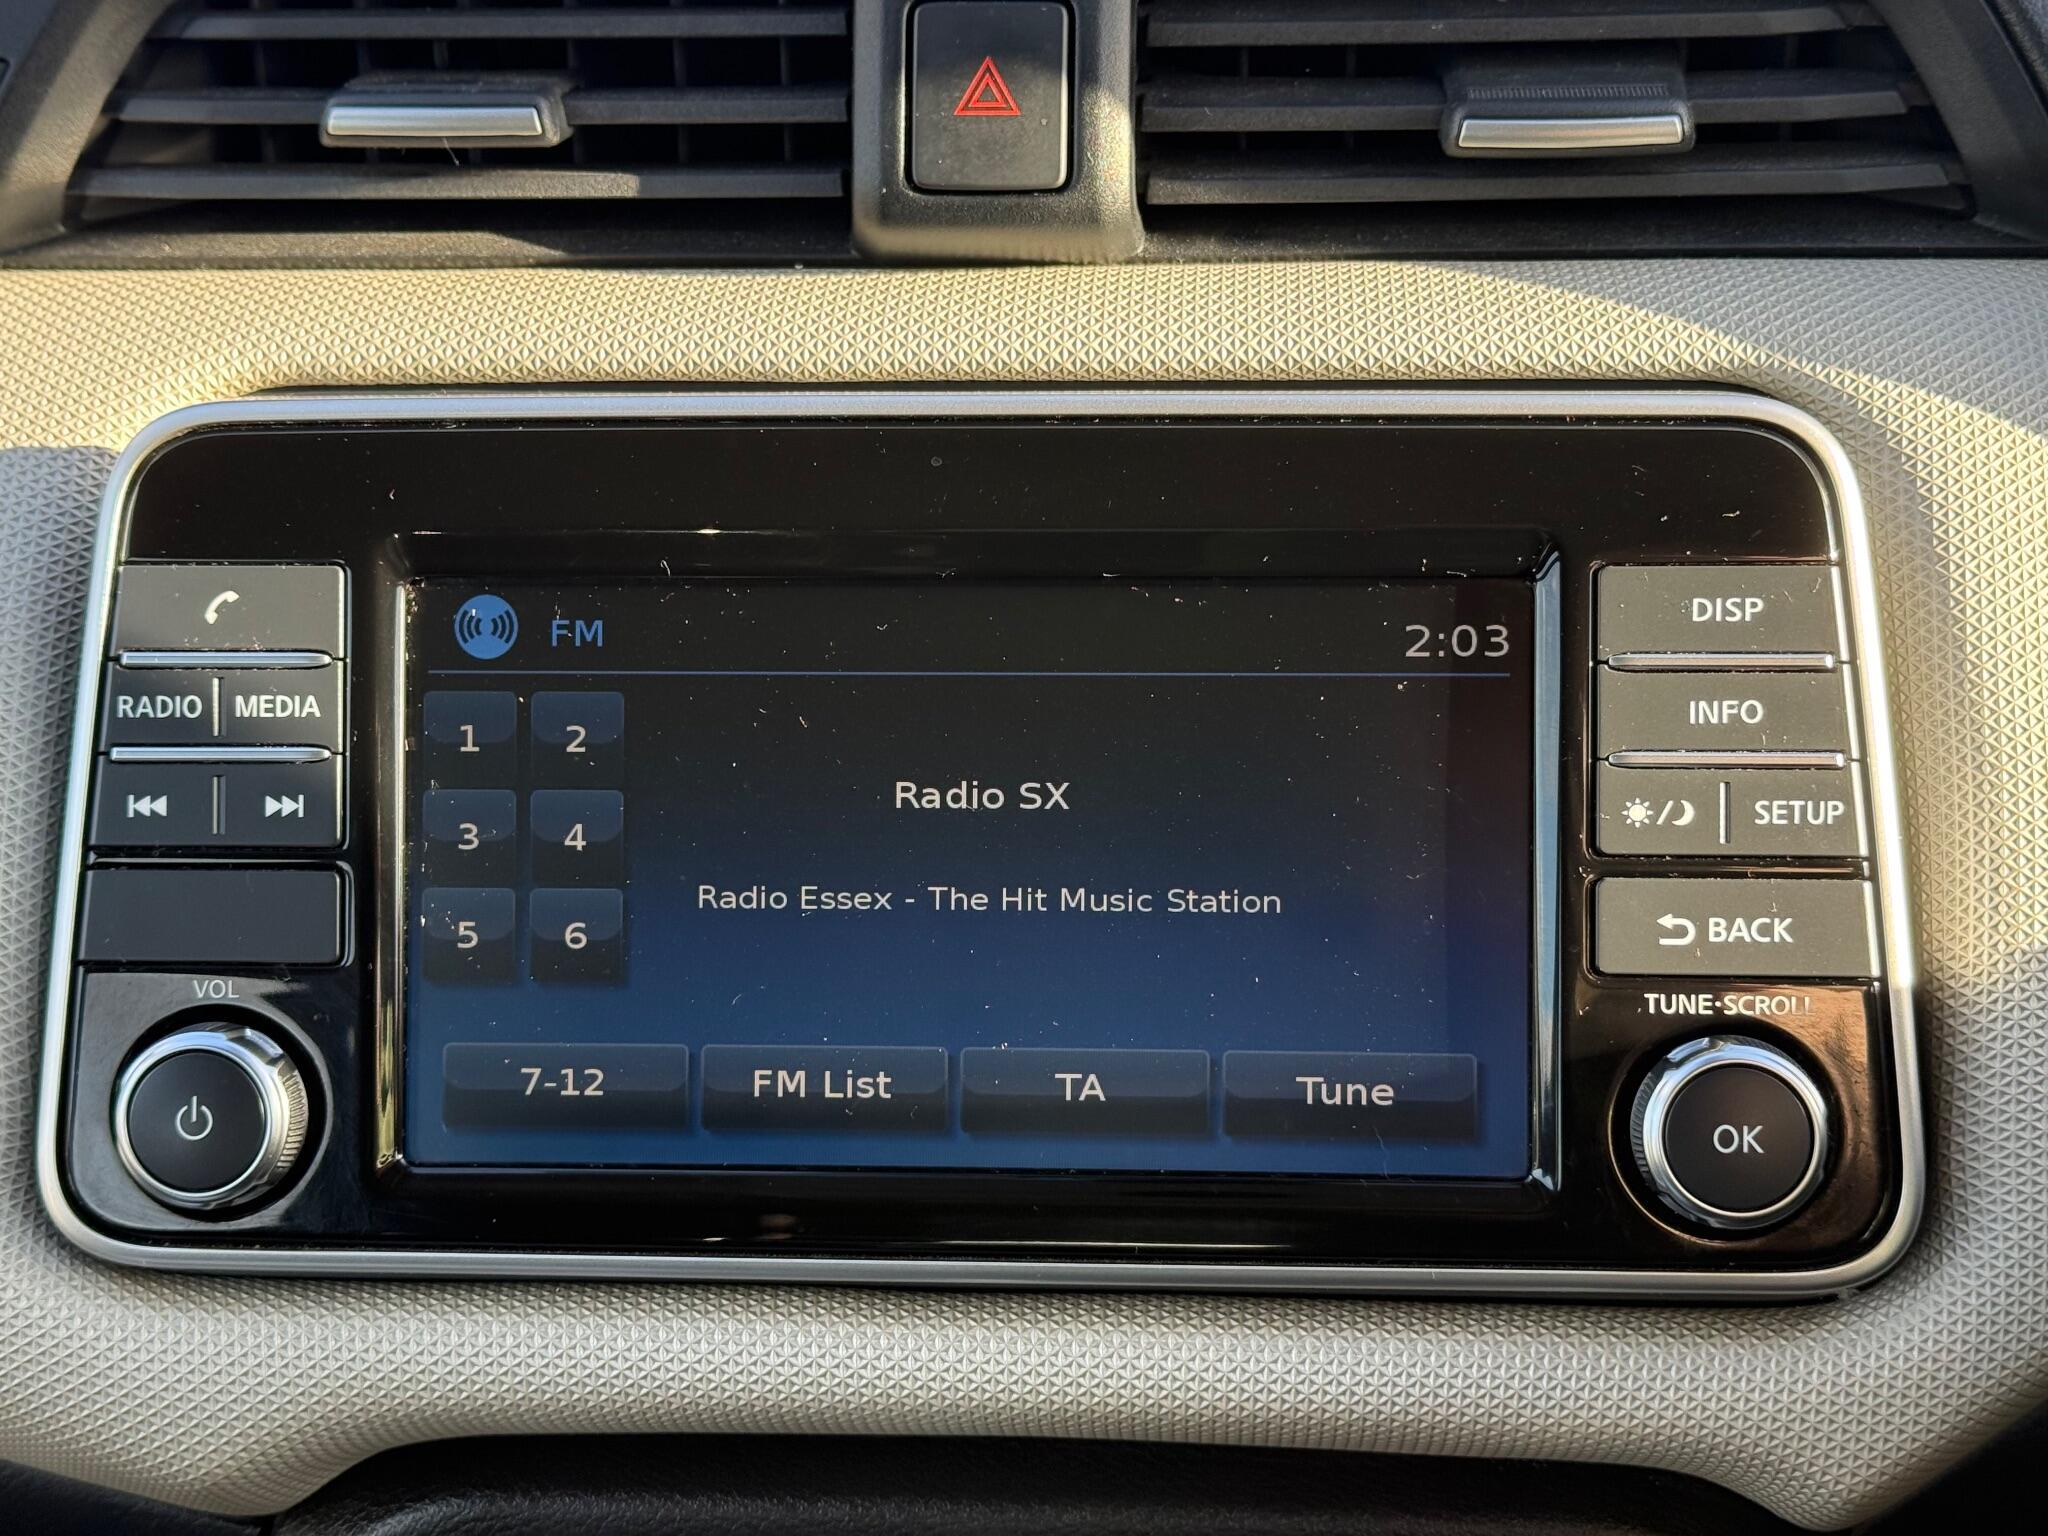 FM
2:03
1 2
Radio SX
3 4
Radio Essex - The Hit Music Station
5 6
7-12 FM List TA Tune
RADIO MEDIA
VOL
DISP
INFO
SETUP
BACK
TUNE·SCROLL
OK